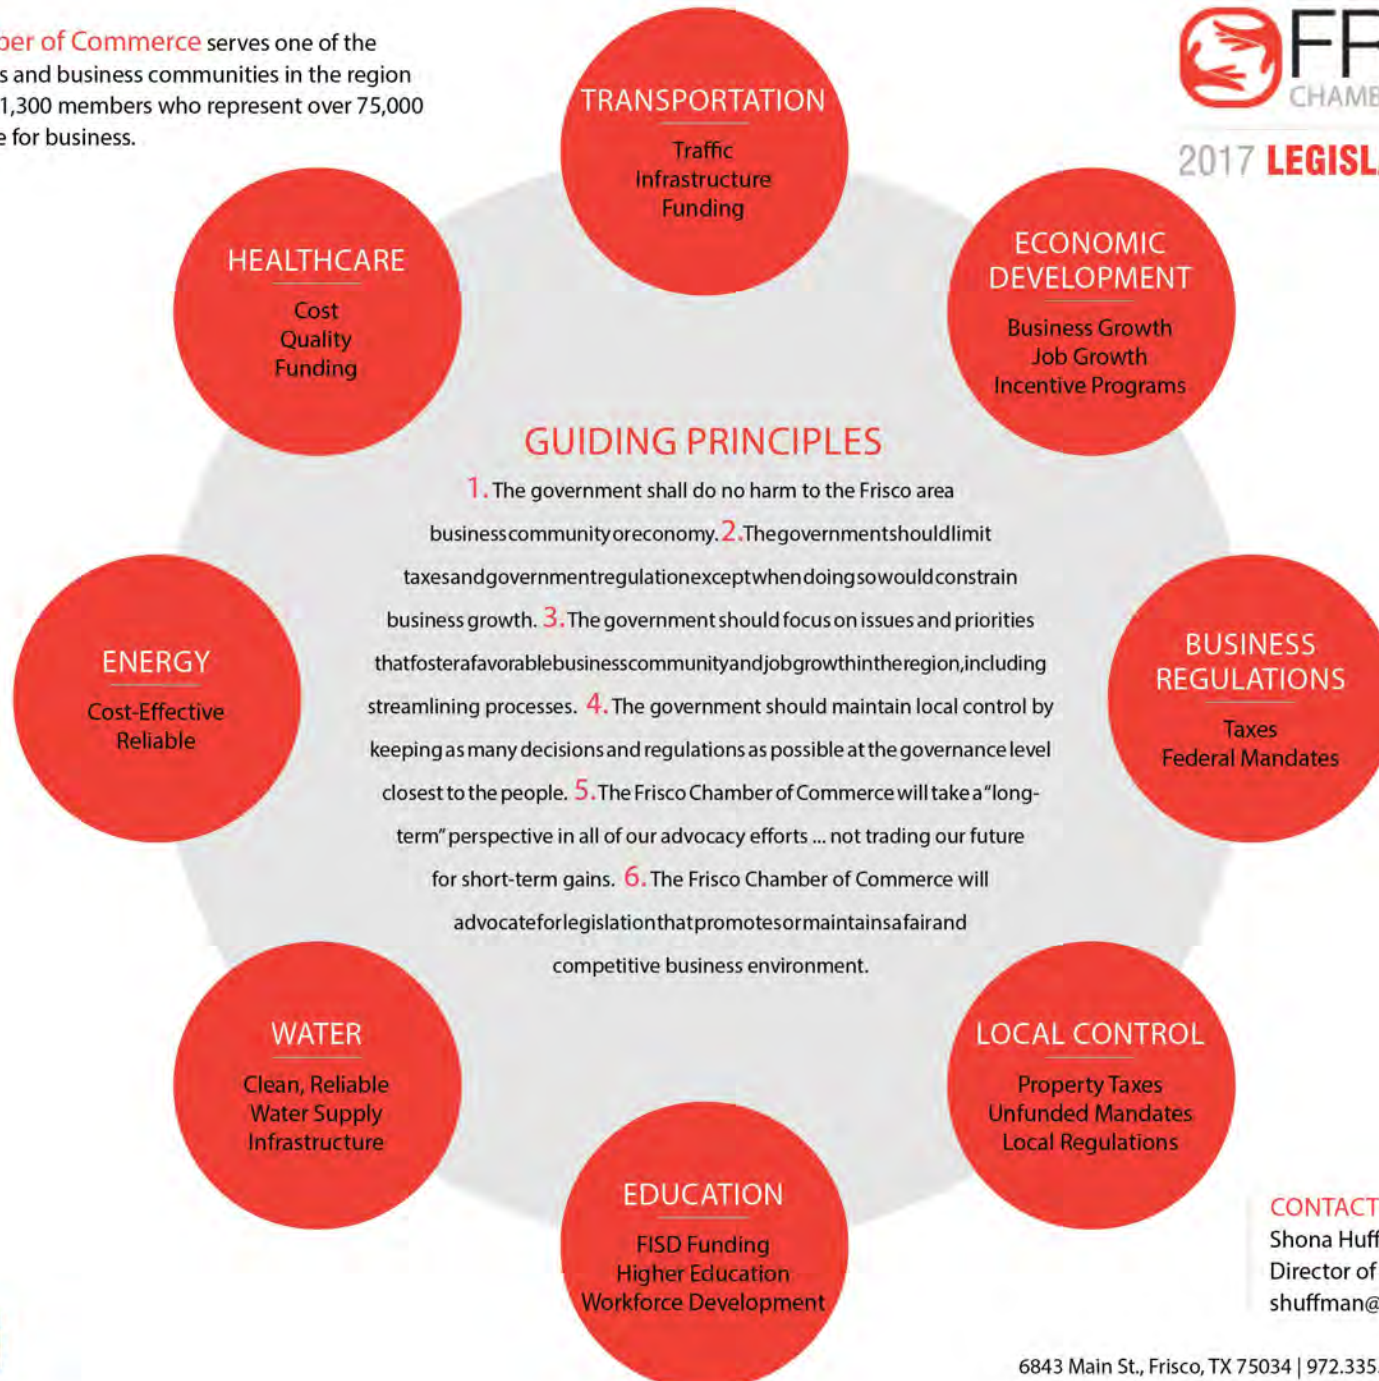 ber of Commerce serves one of the
s and business communities in the region
1,300 members who represent over 75,000
e for business.
FR
CHAMB
2017 LEGISLA
TRANSPORTATION
Traffic
Infrastructure
Funding
HEALTHCARE
Cost
Quality
Funding
ECONOMIC
DEVELOPMENT
Business Growth
Job Growth
Incentive Programs
GUIDING PRINCIPLES
1. The government shall do no harm to the Frisco area
business community or economy. 2. The government should limit
taxes and government regulation except when doing so would constrain
business growth. 3. The government should focus on issues and priorities
that foster a favorable business community and job growth in the region, including
streamlining processes. 4. The government should maintain local control by
keeping as many decisions and regulations as possible at the governance level
closest to the people. 5. The Frisco Chamber of Commerce will take a "long-
term" perspective in all of our advocacy efforts ... not trading our future
for short-term gains. 6. The Frisco Chamber of Commerce will
advocate for legislation that promotes or maintains a fair and
competitive business environment.
ENERGY
Cost-Effective
Reliable
BUSINESS
REGULATIONS
Taxes
Federal Mandates
WATER
Clean, Reliable
Water Supply
Infrastructure
LOCAL CONTROL
Property Taxes
Unfunded Mandates
Local Regulations
EDUCATION
FISD Funding
Higher Education
Workforce Development
CONTACT
Shona Huff
Director of
shuffman@
6843 Main St., Frisco, TX 75034 | 972.335.